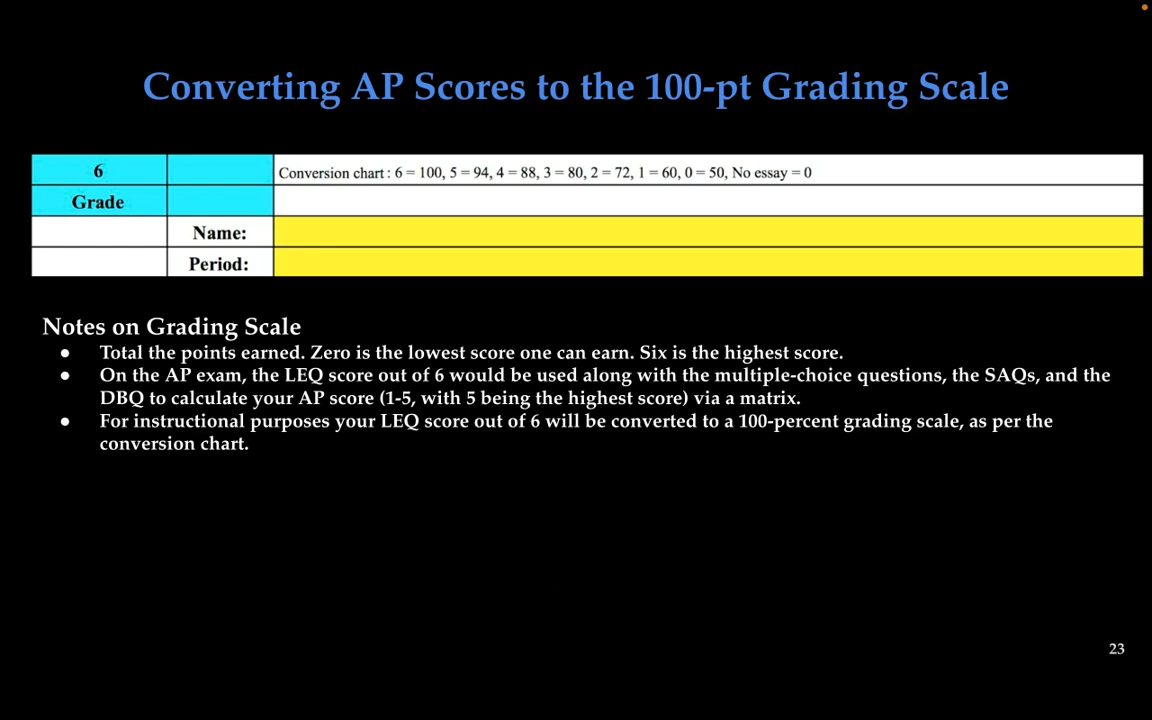 Converting AP Scores to the 100-pt Grading Scale
6 Conversion chart : 6 = 100, 5 = 94, 4 = 88, 3 = 80, 2 = 72, 1 = 60, 0 = 50, No essay = 0
Grade
Name:
Period:
Notes on Grading Scale
● Total the points earned. Zero is the lowest score one can earn. Six is the highest score.
● On the AP exam, the LEQ score out of 6 would be used along with the multiple-choice questions, the SAQs, and the
DBQ to calculate your AP score (1-5, with 5 being the highest score) via a matrix.
● For instructional purposes your LEQ score out of 6 will be converted to a 100-percent grading scale, as per the
conversion chart.
23